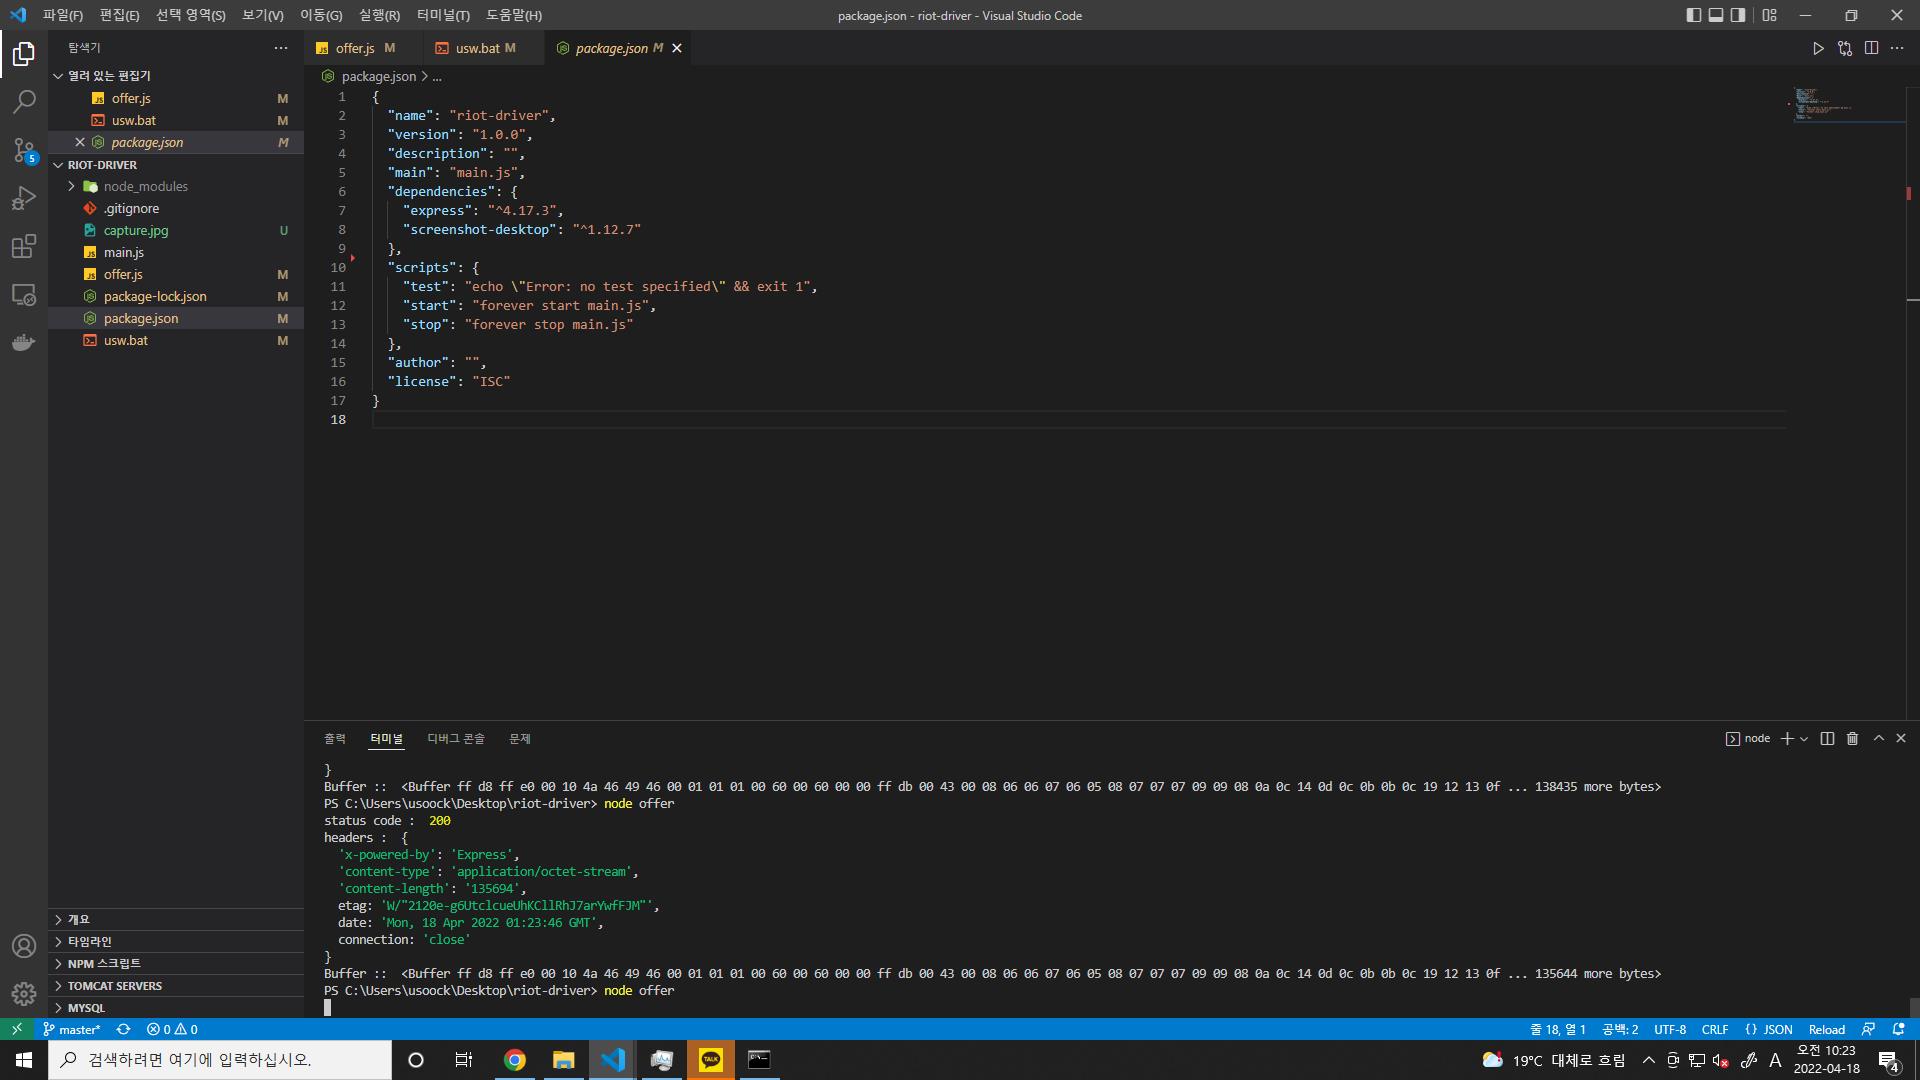 파일(F) 편집(E) 선택 영역(S) 보기(V) 이동(G) 실행(R) 터미널(T) 도움말(H)
package.json - riot-driver - Visual Studio Code
탐색기
열려 있는 편집기
offer.js M
usw.bat M
package.json M
RIOT-DRIVER
node_modules
.gitignore
capture.jpg U
main.js
offer.js M
package-lock.json M
package.json M
usw.bat M
개요
타임라인
NPM 스크립트
TOMCAT SERVERS
MYSQL
5
offer.js M usw.bat M package.json M
package.json > ...
1 {
2 "name": "riot-driver",
3 "version": "1.0.0",
4 "description": "",
5 "main": "main.js",
6 "dependencies": {
7 "express": "^4.17.3",
8 "screenshot-desktop": "^1.12.7"
9 },
10 "scripts": {
11 "test": "echo \"Error: no test specified\" && exit 1",
12 "start": "forever start main.js",
13 "stop": "forever stop main.js"
14 },
15 "author": "",
16 "license": "ISC"
17 }
18
출력 터미널 디버그 콘솔 문제
node
}
Buffer ::  <Buffer ff d8 ff e0 00 10 4a 46 49 46 00 01 01 01 00 60 00 60 00 00 ff db 00 43 00 08 06 06 07 06 05 08 07 07 07 09 09 08 0a 0c 14 0d 0c 0b 0b 0c 19 12 13 0f ... 138435 more bytes>
PS C:\Users\usoock\Desktop\riot-driver> node offer
status code :  200
headers :  {
'x-powered-by': 'Express',
'content-type': 'application/octet-stream',
'content-length': '135694',
etag: 'W/"2120e-g6UtclcueUhKCllRhJ7arYwfFJM"',
date: 'Mon, 18 Apr 2022 01:23:46 GMT',
connection: 'close'
}
Buffer ::  <Buffer ff d8 ff e0 00 10 4a 46 49 46 00 01 01 01 00 60 00 60 00 00 ff db 00 43 00 08 06 06 07 06 05 08 07 07 07 09 09 08 0a 0c 14 0d 0c 0b 0b 0c 19 12 13 0f ... 135644 more bytes>
PS C:\Users\usoock\Desktop\riot-driver> node offer
master* 0 0
줄 18, 열 1 공백: 2 UTF-8 CRLF {} JSON Reload
검색하려면 여기에 입력하십시오.
TALK
19°C 대체로 흐림
A
오전 10:23
2022-04-18
4